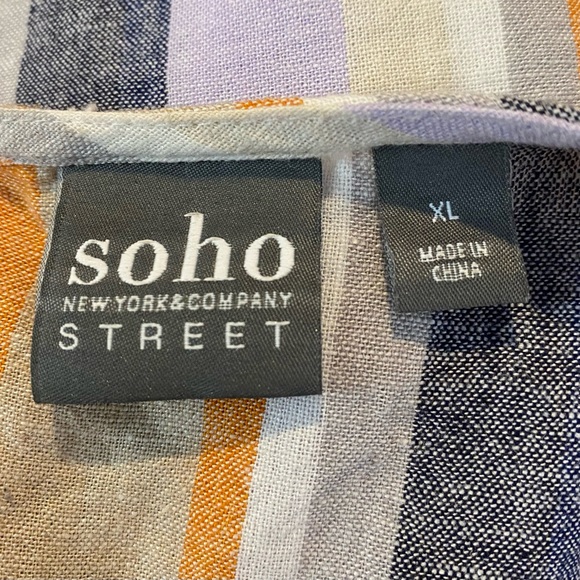 soho
NEW YORK & COMPANY
STREET
XL
MADE IN
CHINA